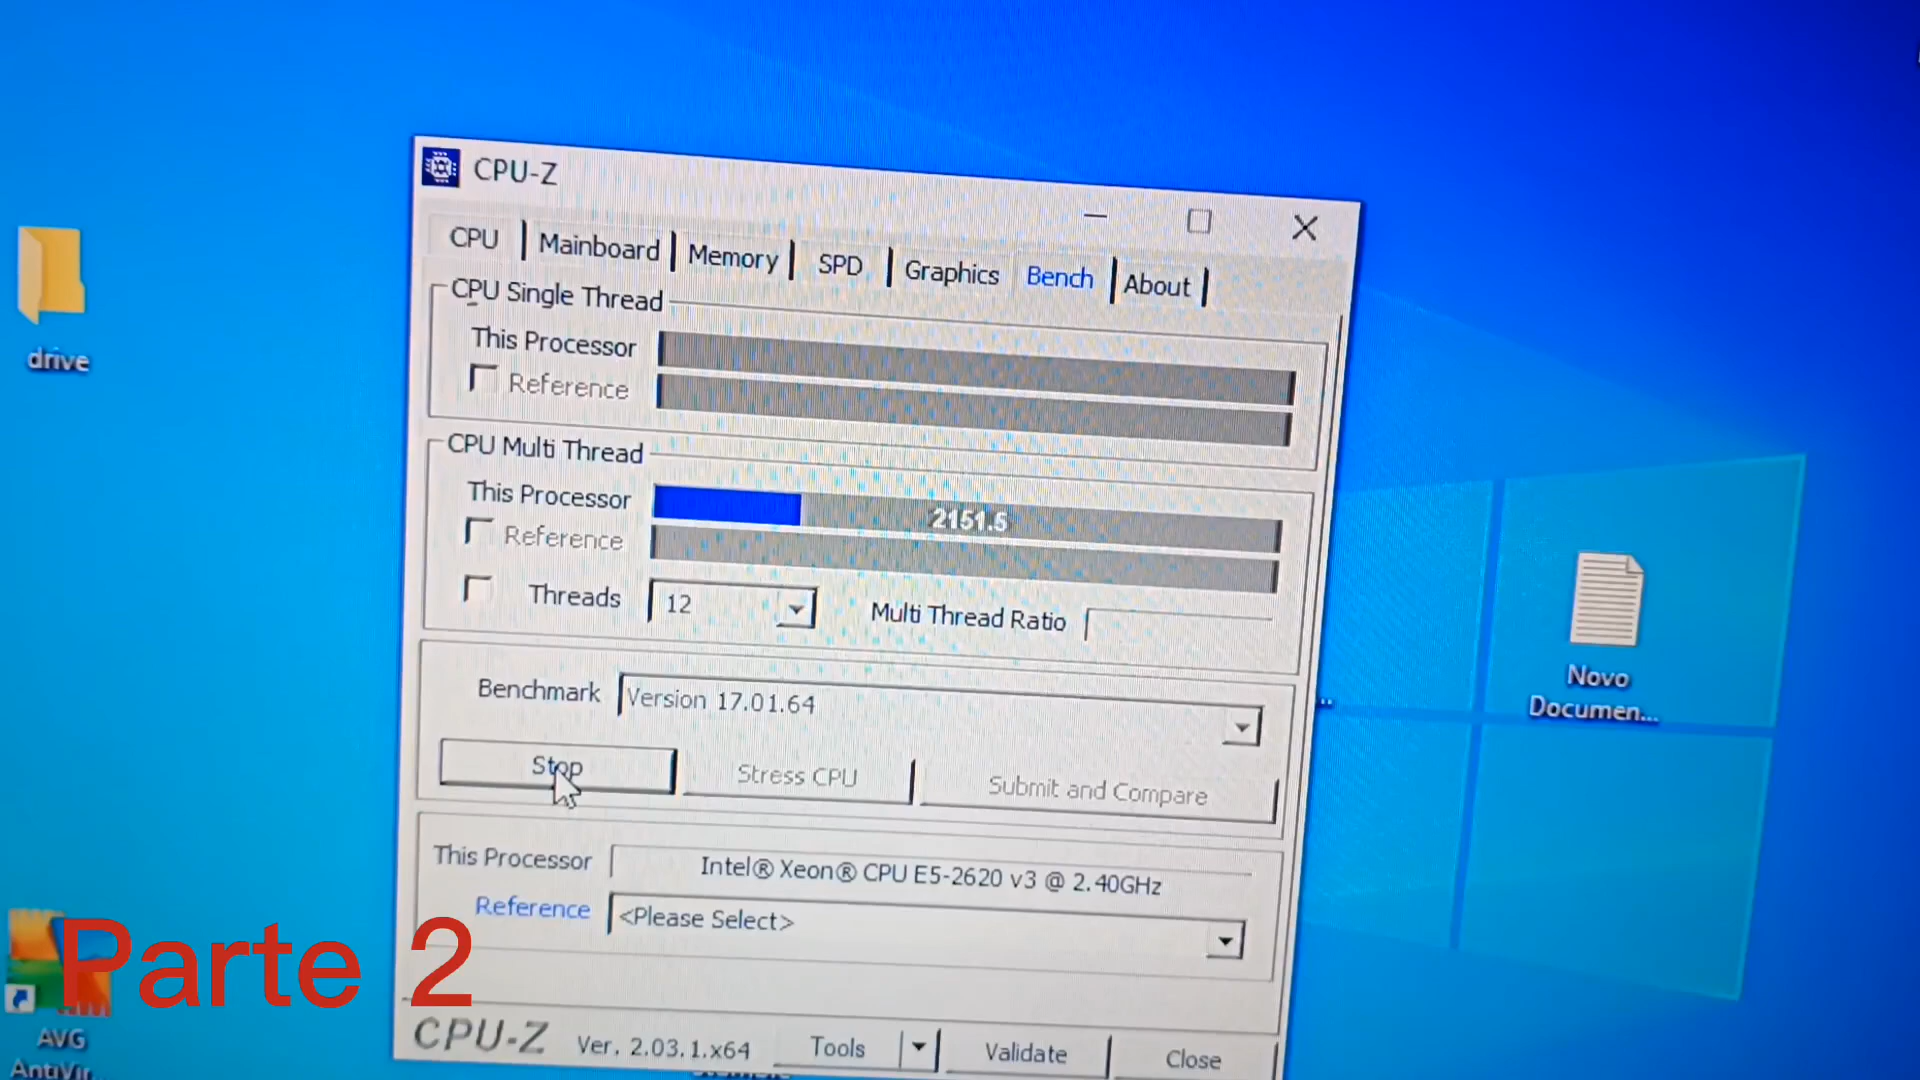 CPU-Z
CPU Mainboard Memory SPD Graphics Bench About
CPU Single Thread
This Processor
Reference
CPU Multi Thread
This Processor 2151.5
Reference
Threads 12 Multi Thread Ratio
Benchmark Version 17.01.64
Stop Stress CPU Submit and Compare
This Processor Intel® Xeon® CPU E5-2620 v3 @ 2.40GHz
Reference <Please Select>
CPU-Z Ver. 2.03.1.x64 Tools Validate Close
drive
Novo
Documen...
Parte 2
AVG
AntiVir...